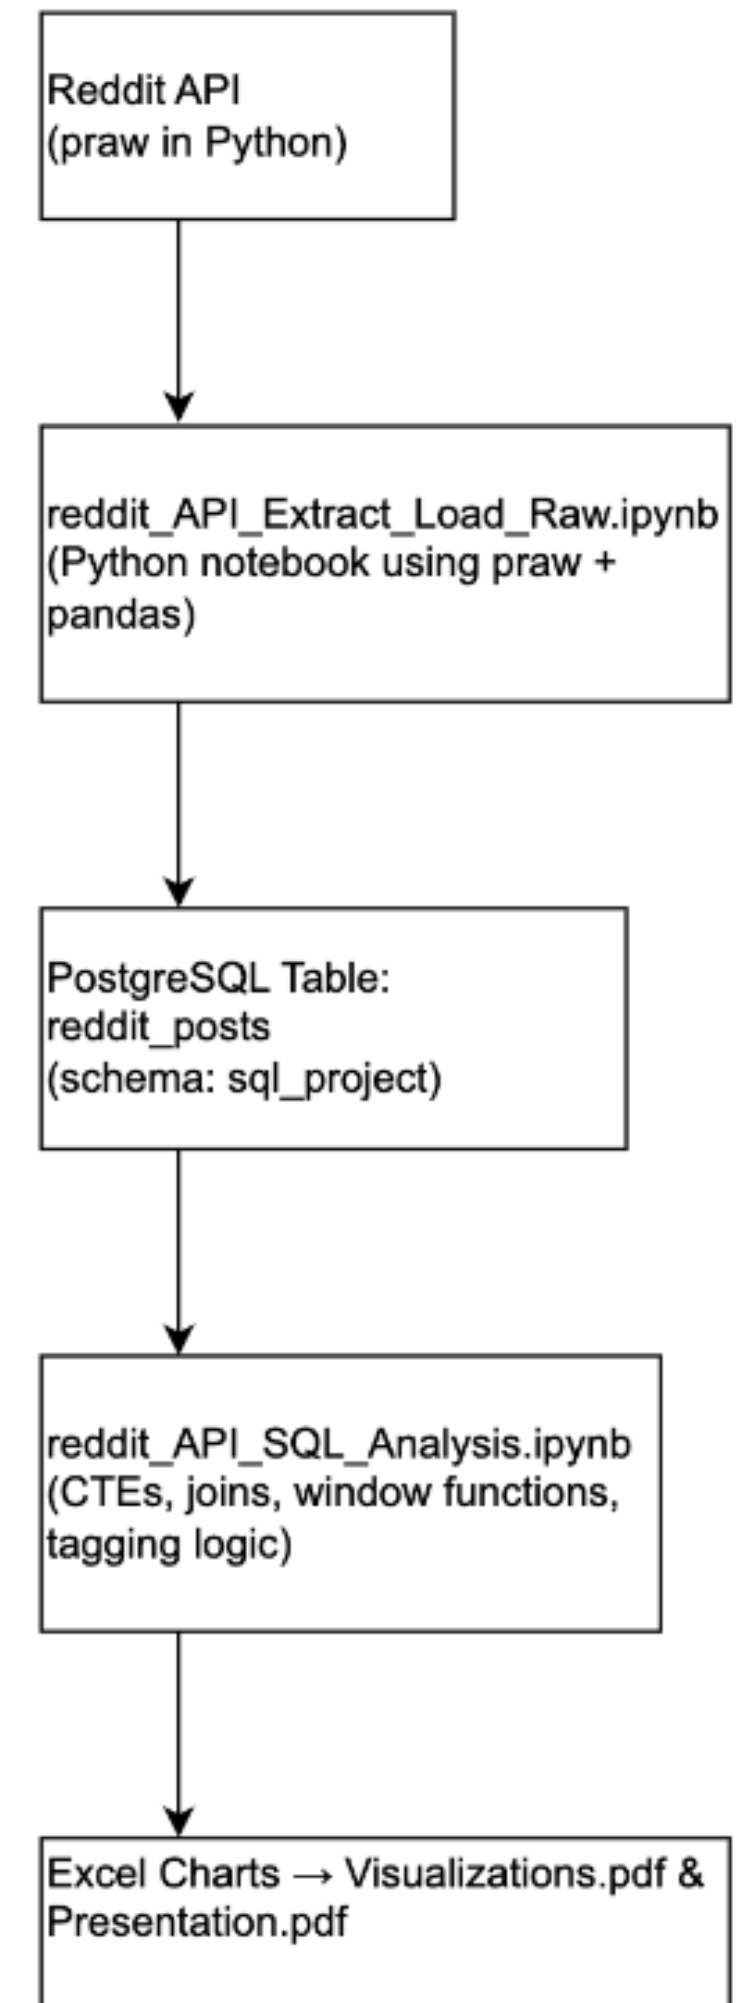 Reddit API
(praw in Python)
reddit_API_Extract_Load_Raw.ipynb
(Python notebook using praw +
pandas)
PostgreSQL Table:
reddit_posts
(schema: sql_project)
reddit_API_SQL_Analysis.ipynb
(CTEs, joins, window functions,
tagging logic)
Excel Charts → Visualizations.pdf &
Presentation.pdf